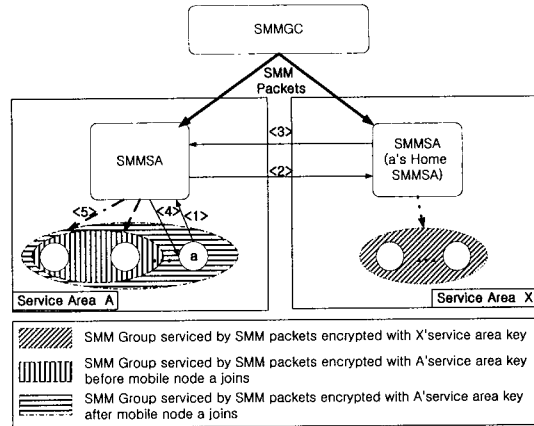 SMMGC
SMM
Packets
SMMSA
<3>
<2>
SMMSA
(a's Home
SMMSA)
<5>
<4>
<1>
a
Service Area A
Service Area X
SMM Group serviced by SMM packets encrypted with X'service area key
SMM Group serviced by SMM packets encrypted with A'service area key
before mobile node a joins
SMM Group serviced by SMM packets encrypted with A'service area key
after mobile node a joins